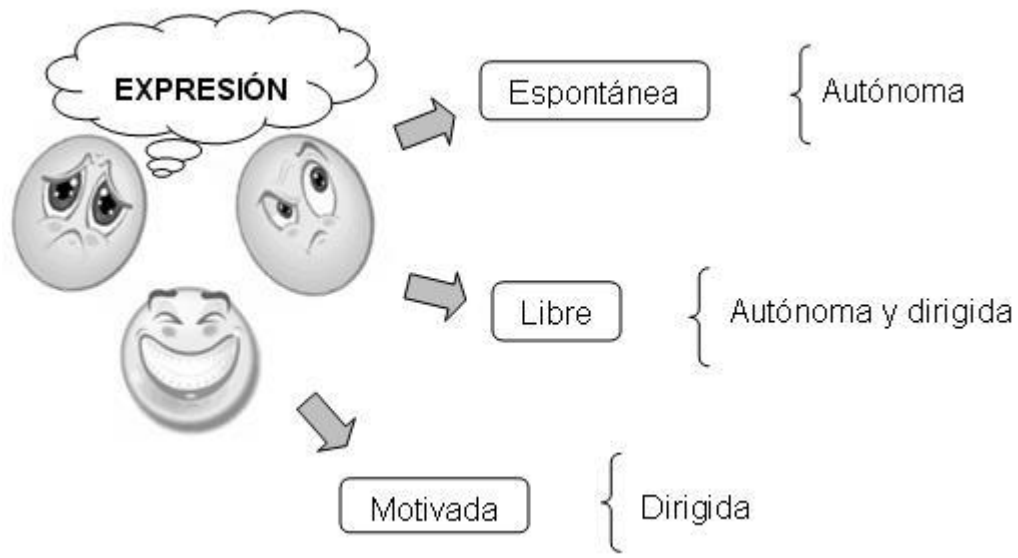 EXPRESIÓN
Espontánea
Autónoma
Libre
Autónoma y dirigida
Motivada
Dirigida